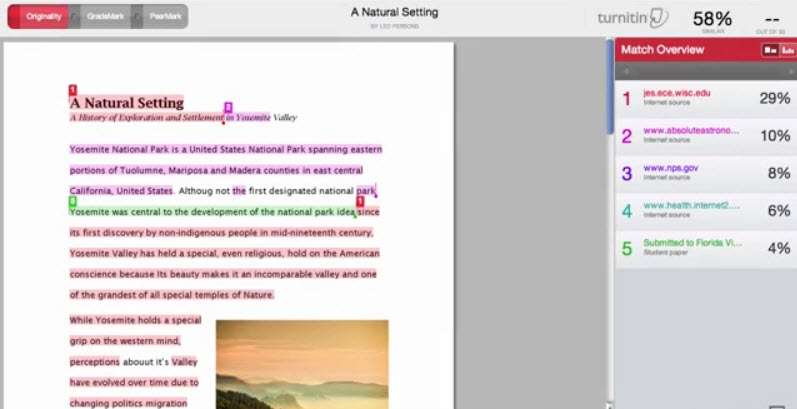 Originality GradeMark PeerMark
A Natural Setting
BY LEO PERSONS
turnitin
58%
SIMILAR
--
OUT OF 50
Match Overview
1
A Natural Setting
2
A History of Exploration and Settlement in Yosemite Valley
Yosemite National Park is a United States National Park spanning eastern
portions of Tuolumne, Mariposa and Madera counties in east central
California, United States. Althoug not the first designated national park,
5
1
Yosemite was central to the development of the national park idea since
its first discovery by non-indigenous people in mid-nineteenth century,
Yosemite Valley has held a special, even religious, hold on the American
conscience because Its beauty makes it an incomparable valley and one
of the grandest of all special temples of Nature.
While Yosemite holds a special
grip on the western mind,
perceptions abouut it's Valley
have evolved over time due to
changing politics migration
1 jes.ece.wisc.edu 29%
Internet source
2 www.absoluteastrono... 10%
Internet source
3 www.nps.gov 8%
Internet source
4 www.health.internet2.... 6%
Internet source
5 Submitted to Florida Vi... 4%
Student paper